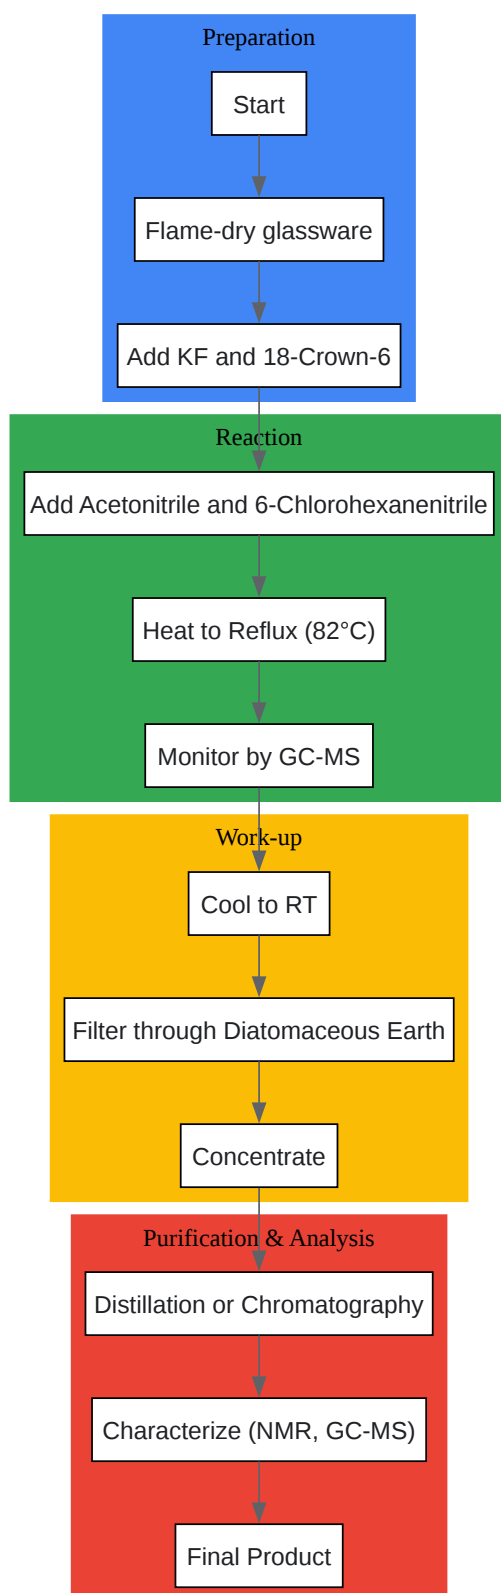 Preparation
Start
Flame-dry glassware
Add KF and 18-Crown-6
Reaction
Add Acetonitrile and 6-Chlorohexanenitrile
Heat to Reflux (82°C)
Monitor by GC-MS
Work-up
Cool to RT
Filter through Diatomaceous Earth
Concentrate
Purification & Analysis
Distillation or Chromatography
Characterize (NMR, GC-MS)
Final Product